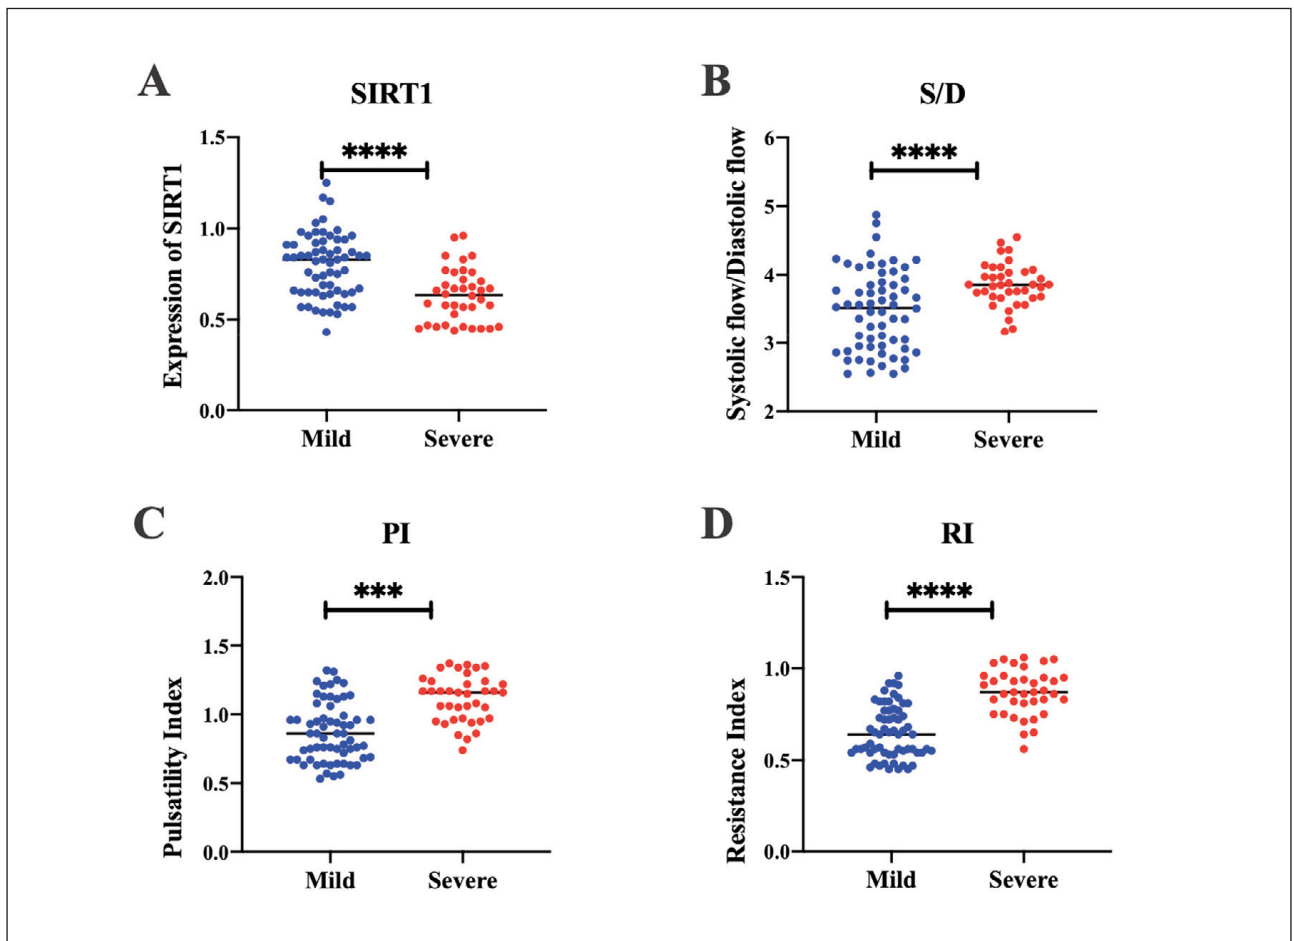 A
SIRT1
Expression of SIRT1
1.5
1.0
0.5
0.0
****
Mild
Severe
B
S/D
Systolic flow/Diastolic flow
6
5
4
3
2
****
Mild
Severe
C
PI
Pulsatility Index
2.0
1.5
1.0
0.5
0.0
***
Mild
Severe
D
RI
Resistance Index
1.5
1.0
0.5
0.0
****
Mild
Severe